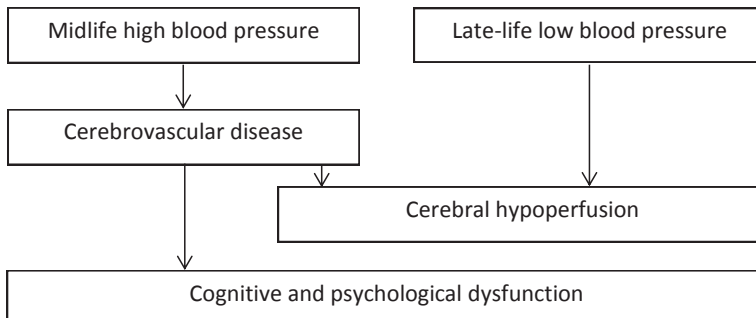 Midlife high blood pressure
Late-life low blood pressure
Cerebrovascular disease
Cerebral hypoperfusion
Cognitive and psychological dysfunction